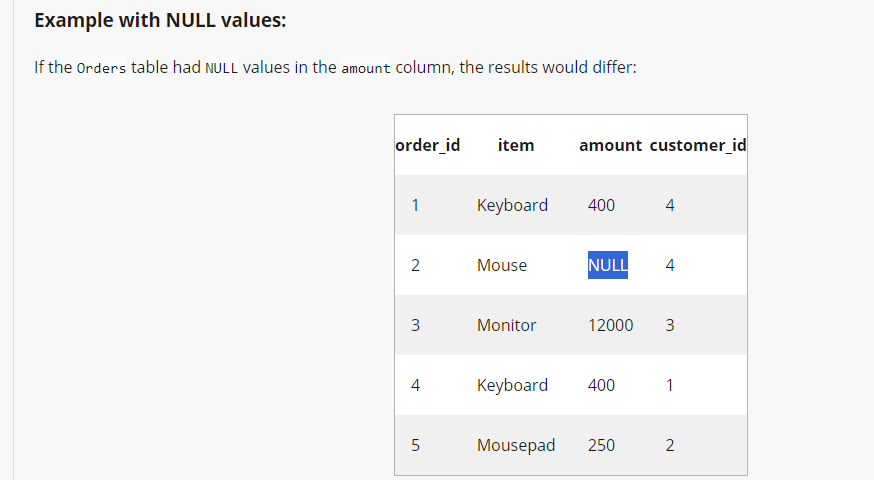 Example with NULL values:
If the Orders table had NULL values in the amount column, the results would differ:
order_id item amount customer_id
1 Keyboard 400 4
2 Mouse NULL 4
3 Monitor 12000 3
4 Keyboard 400 1
5 Mousepad 250 2